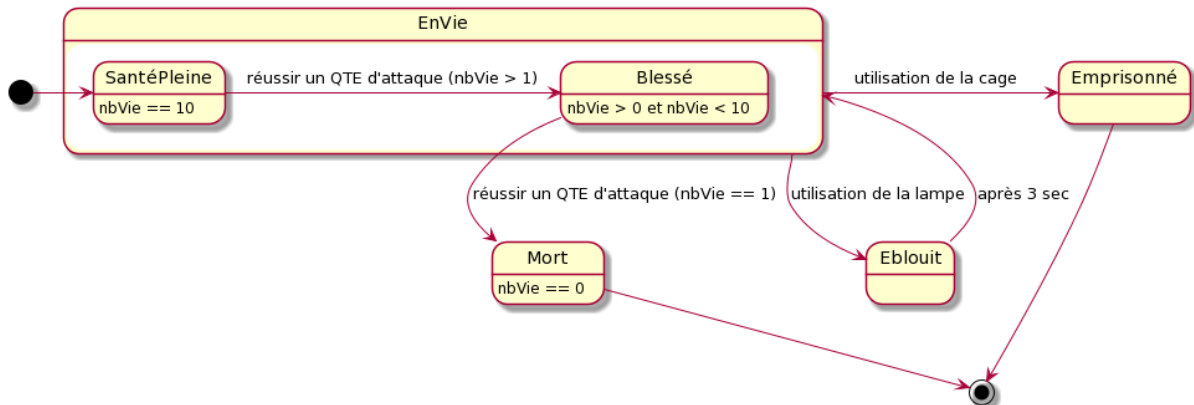 EnVie
SantéPleine
nbVie == 10
réussir un QTE d'attaque (nbVie > 1)
Blessé
nbVie > 0 et nbVie < 10
utilisation de la cage
Emprisonné
réussir un QTE d'attaque (nbVie == 1)
utilisation de la lampe
après 3 sec
Mort
nbVie == 0
Eblouit